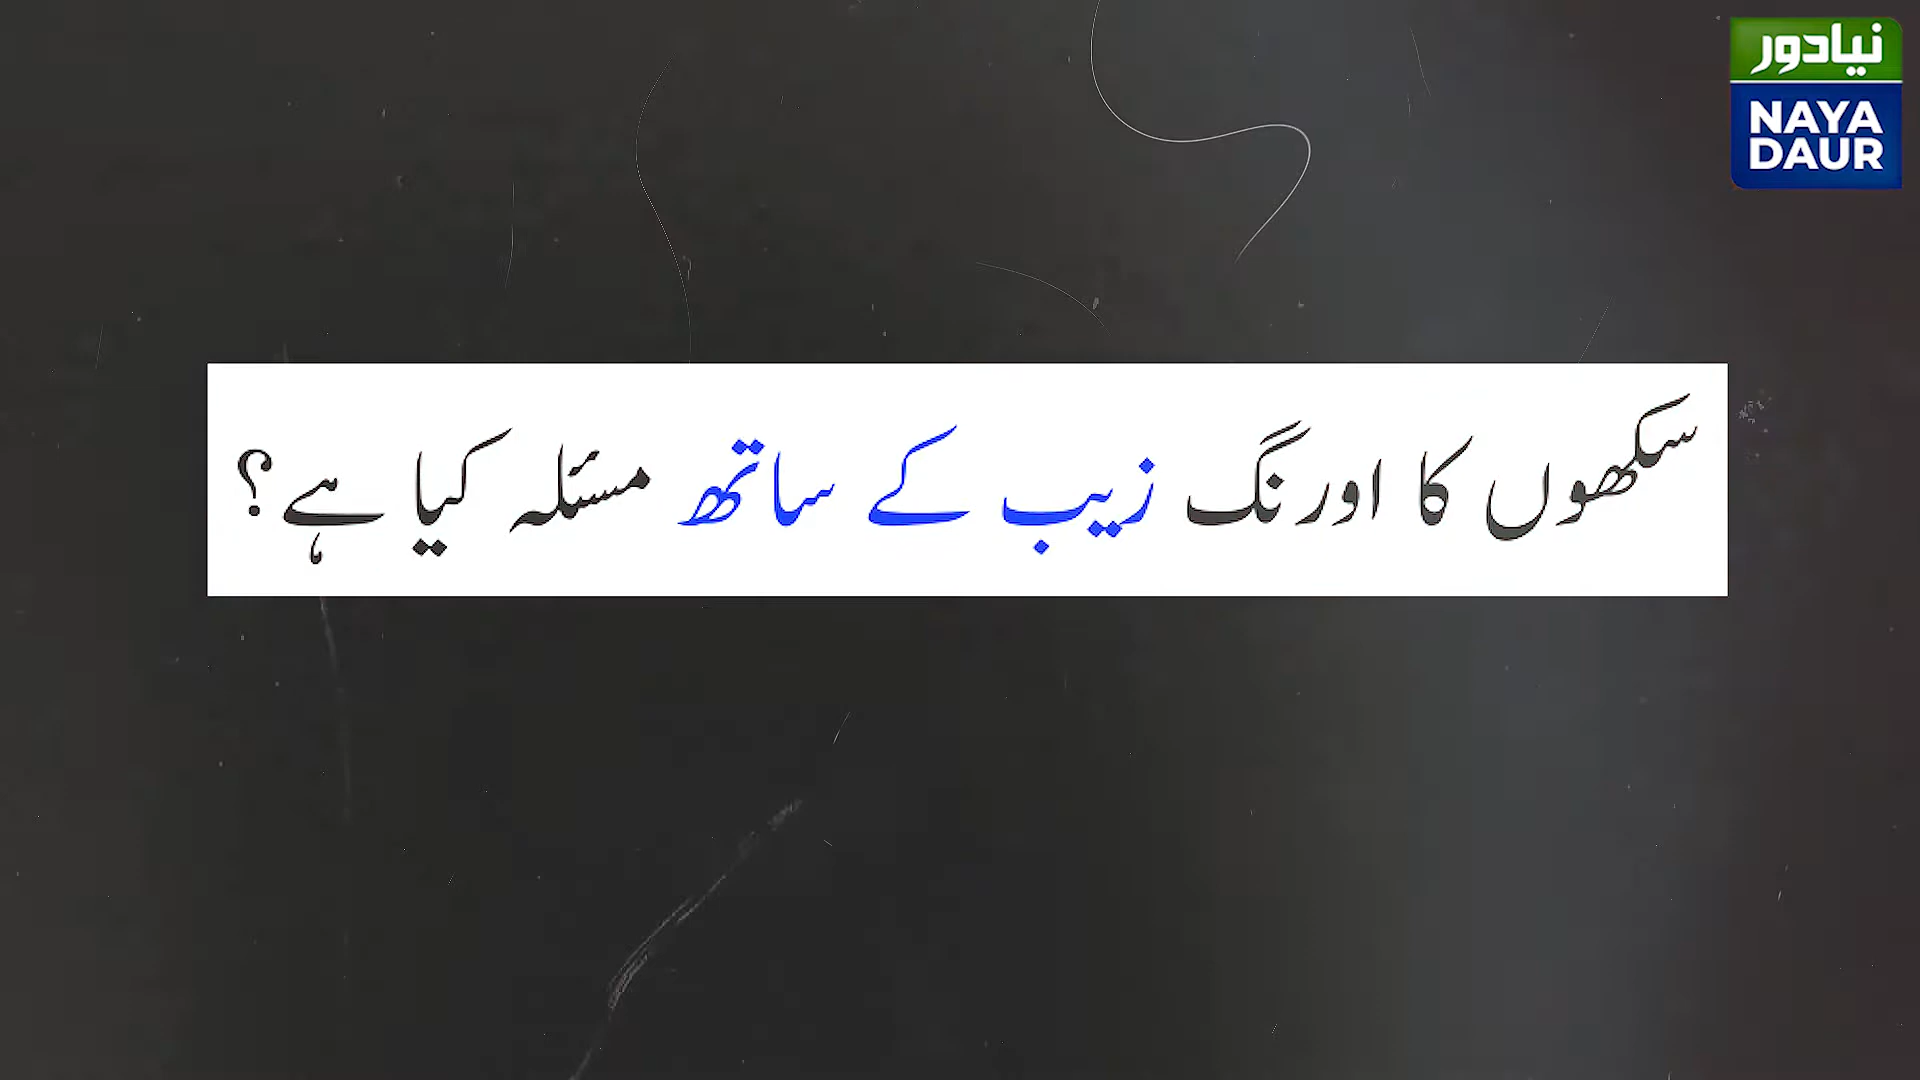 نیادور
NAYA
DAUR
سکھوں کا اورنگ زیب کے ساتھ مسئلہ کیا ہے؟